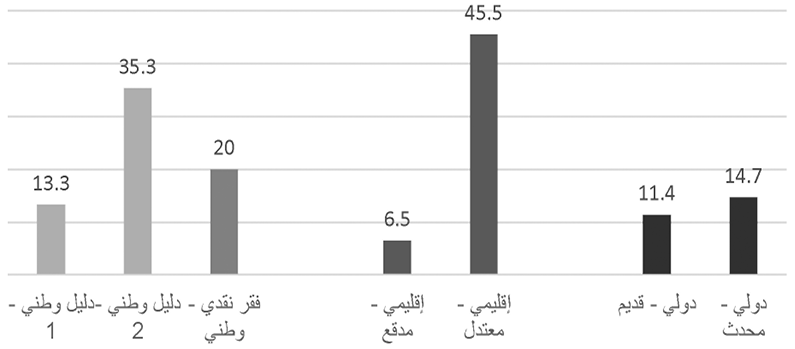 45.5
35.3
20
14.7
13.3
11.4
6.5
دليل وطني -
1
دليل وطني -
2
فقر نقدي -
وطني
إقليمي -
مدقع
إقليمي -
معتدل
دولي - قديم
دولي -
محدث